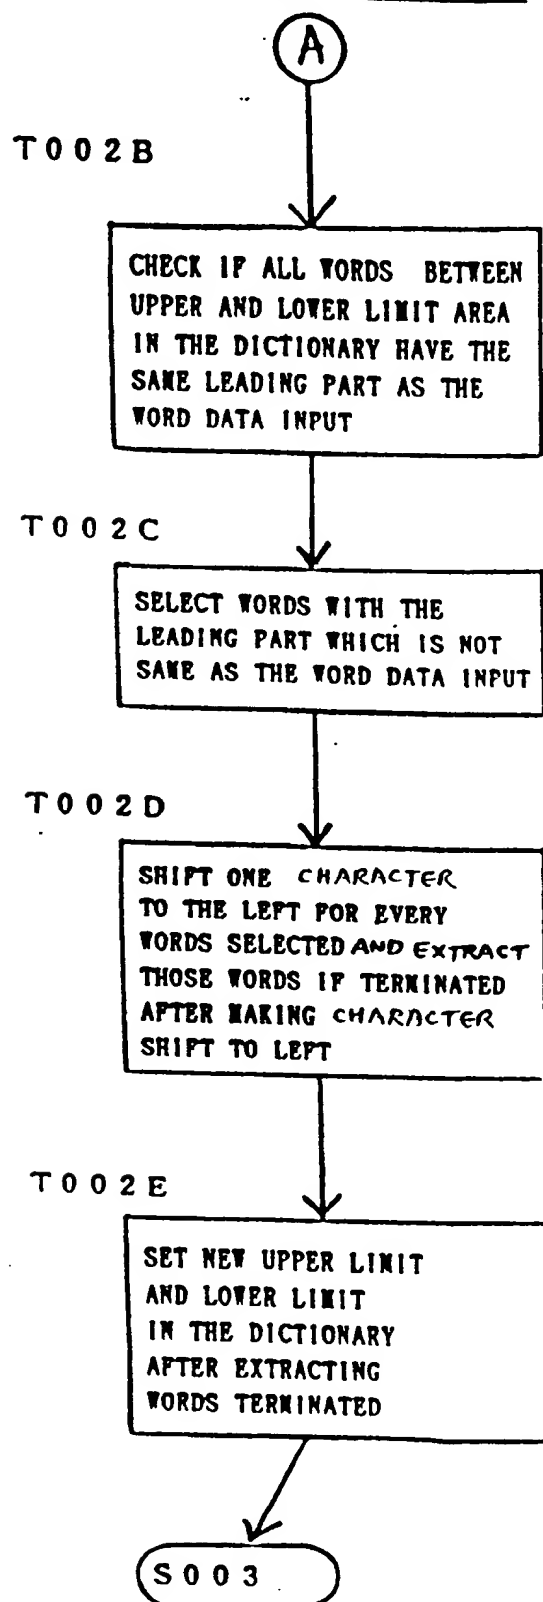 A
T002B
CHECK IF ALL WORDS BETWEEN
UPPER AND LOWER LIMIT AREA
IN THE DICTIONARY HAVE THE
SAME LEADING PART AS THE
WORD DATA INPUT
T002C
SELECT WORDS WITH THE
LEADING PART WHICH IS NOT
SAME AS THE WORD DATA INPUT
T002D
SHIFT ONE CHARACTER
TO THE LEFT FOR EVERY
WORDS SELECTED AND EXTRACT
THOSE WORDS IF TERMINATED
AFTER MAKING CHARACTER
SHIFT TO LEFT
T002E
SET NEW UPPER LIMIT
AND LOWER LIMIT
IN THE DICTIONARY
AFTER EXTRACTING
WORDS TERMINATED
S003